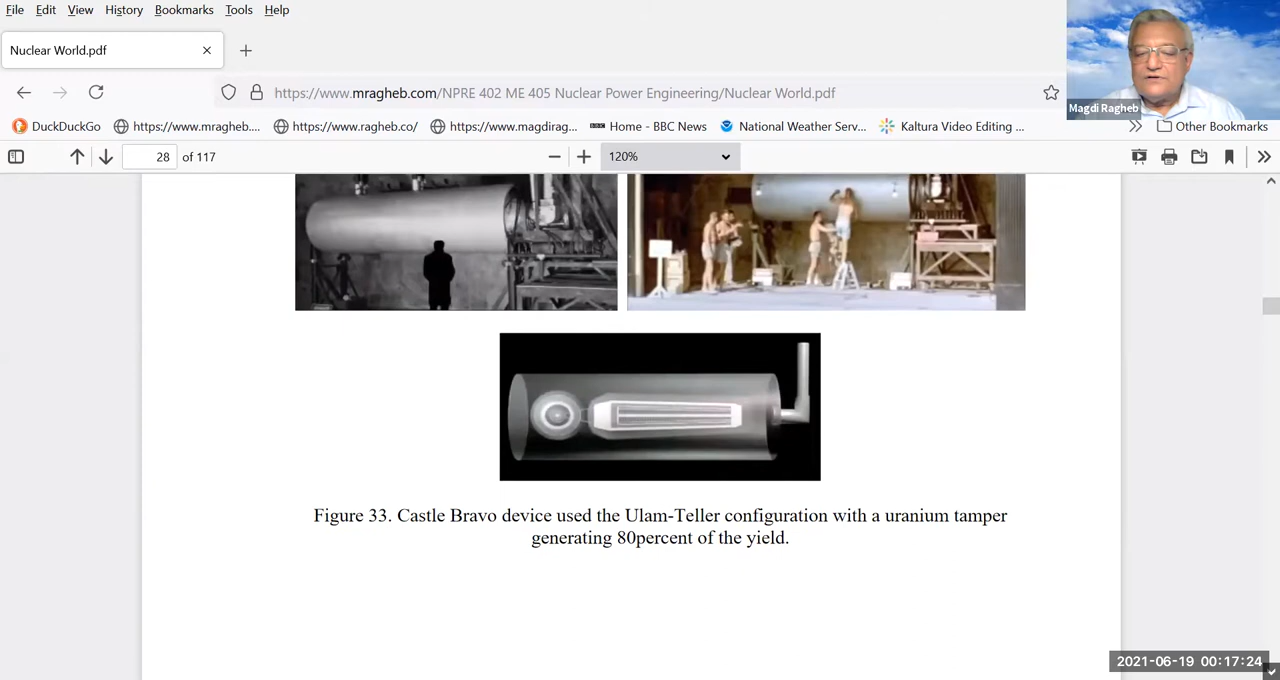 File Edit View History Bookmarks Tools Help
Nuclear World.pdf
https://www.mragheb.com/NPRE 402 ME 405 Nuclear Power Engineering/Nuclear World.pdf
Magdi Ragheb
DuckDuckGo https://www.mragheb.... https://www.ragheb.co/ https://www.magdirag... BBC Home - BBC News National Weather Serv... Kaltura Video Editing ... Other Bookmarks
28 of 117 120%
Figure 33. Castle Bravo device used the Ulam-Teller configuration with a uranium tamper
generating 80percent of the yield.
2021-06-19 00:17:24